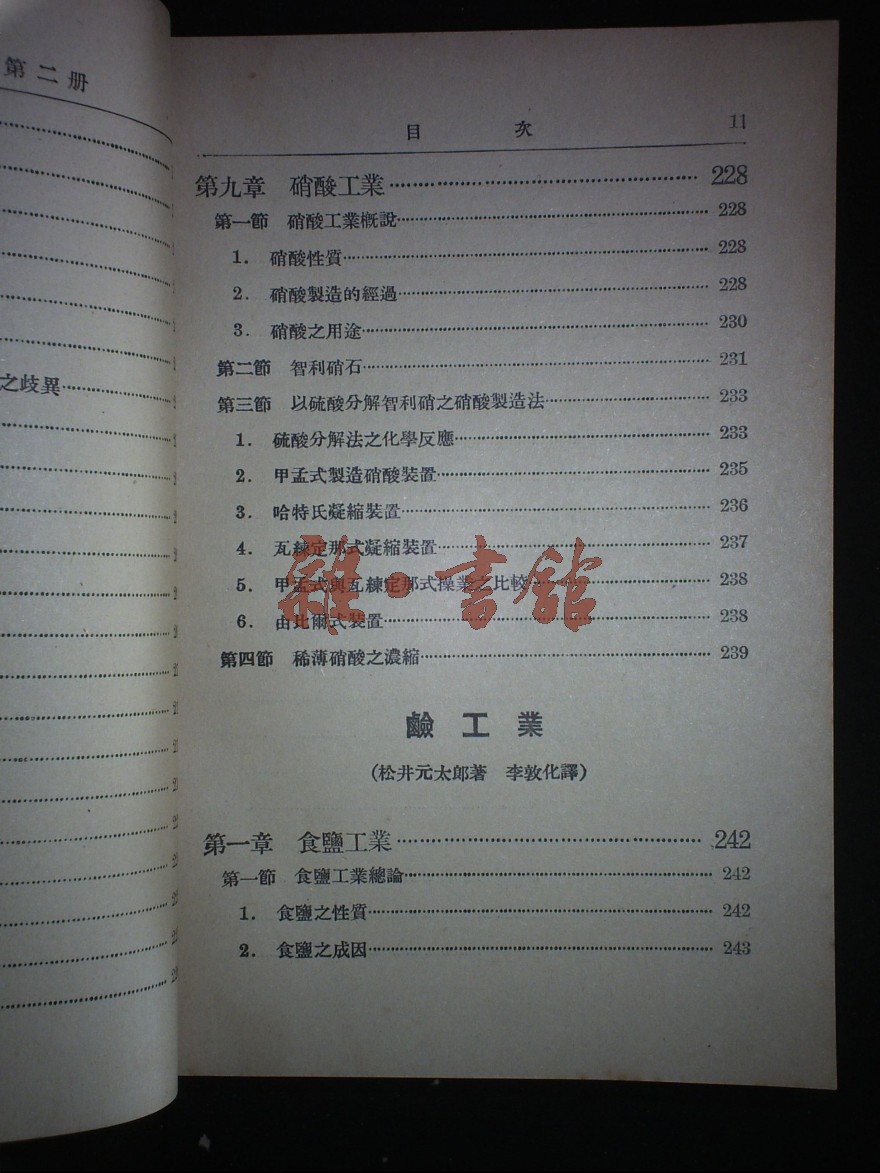 第二册
之歧異
目 次 11
第九章 硝酸工業 228
第一節 硝酸工業概說 228
1. 硝酸性質 228
2. 硝酸製造的經過 228
3. 硝酸之用途 230
第二節 智利硝石 231
第三節 以硫酸分解智利硝之硝酸製造法 233
1. 硫酸分解法之化學反應 233
2. 甲孟式製造硝酸裝置 235
3. 哈特氏凝縮裝置 236
4. 瓦練定那式凝縮裝置 237
5. 甲孟式與瓦練定那式操業之比較 238
6. 由比爾式裝置 238
第四節 稀薄硝酸之濃縮 239
雜·書館
鹼工業
(松井元太郎著 李敦化譯)
第一章 食鹽工業 242
第一節 食鹽工業總論 242
1. 食鹽之性質 242
2. 食鹽之成因 243